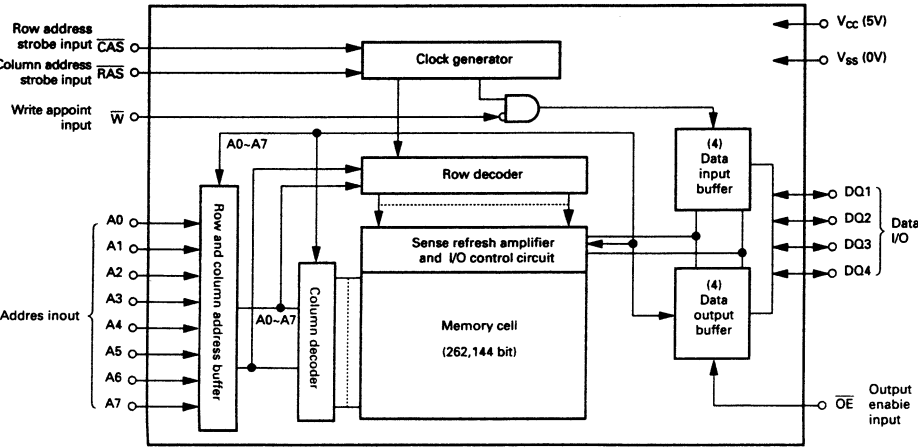 Row address
strobe input CAS
Column address
strobe input RAS
Write appoint
input W
Clock generator
VCC (5V)
VSS (0V)
A0~A7
Row decoder
(4)
Data
input
buffer
A0
A1
A2
A3
A4
A5
A6
A7
Addres inout
Row and column address buffer
A0~A7
Column decoder
Sense refresh amplifier
and I/O control circuit
Memory cell
(262,144 bit)
(4)
Data
output
buffer
DQ1
DQ2
DQ3
DQ4
Data
I/O
OE Output
enable
input